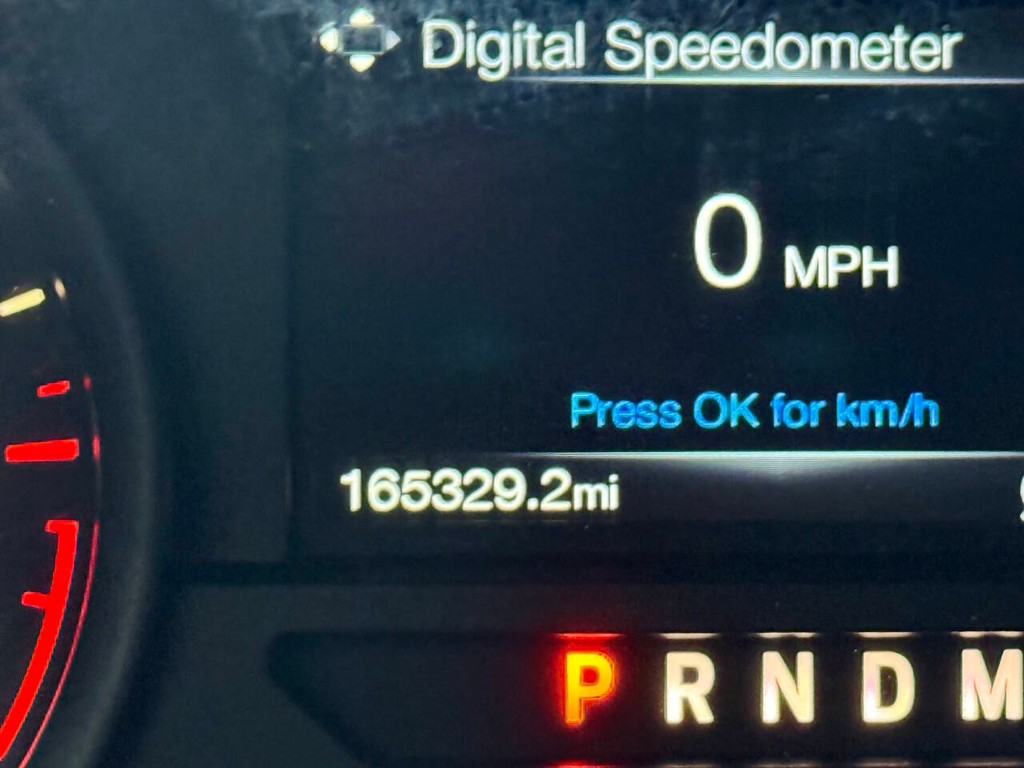 Digital Speedometer
0 MPH
Press OK for km/h
165329.2mi
P R N D M